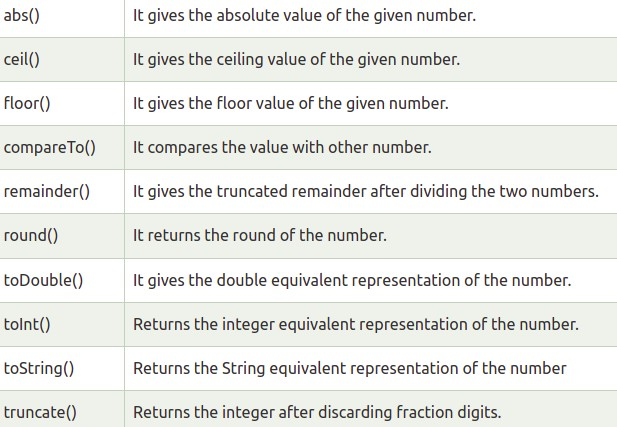 abs() It gives the absolute value of the given number.
ceil() It gives the ceiling value of the given number.
floor() It gives the floor value of the given number.
compareTo() It compares the value with other number.
remainder() It gives the truncated remainder after dividing the two numbers.
round() It returns the round of the number.
toDouble() It gives the double equivalent representation of the number.
toInt() Returns the integer equivalent representation of the number.
toString() Returns the String equivalent representation of the number
truncate() Returns the integer after discarding fraction digits.